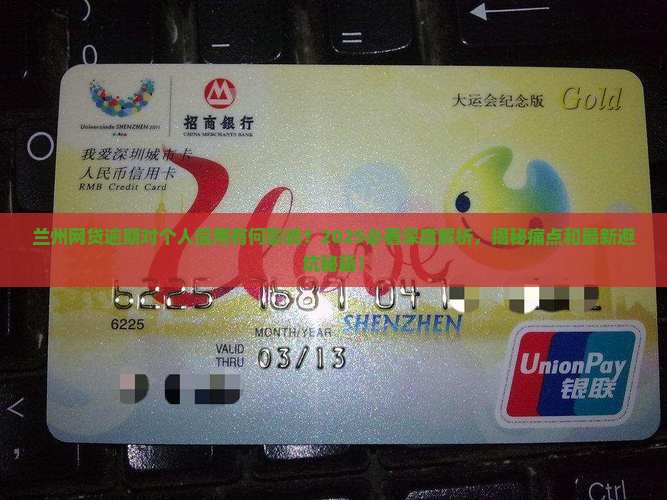 Universiade SHENZHEN 2011
招商银行
CHINA MERCHANTS BANK
大运会纪念版 Gold
我爱深圳城市卡
人民币信用卡
RMB Credit Card
兰州网贷逾期对个人信用有何影响？2025必看深度解析，揭秘痛点和最新避
坑秘籍！
6225
6225
MONTH/YEAR
SHENZHEN
VALID
THRU
03/13
UnionPay
银联
Ctrl